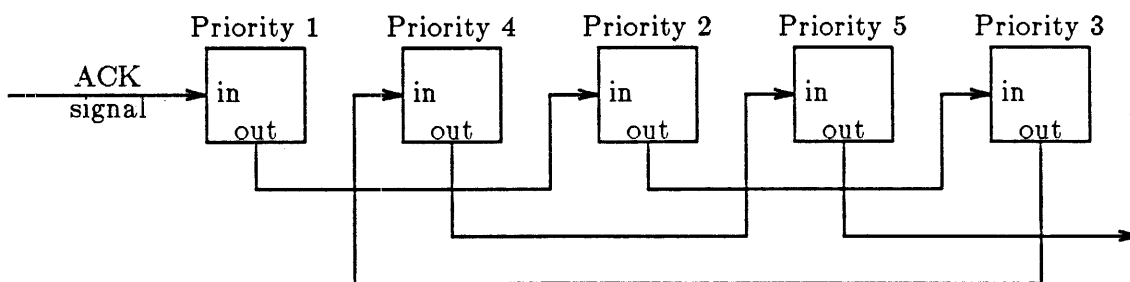 Priority 1 Priority 4 Priority 2 Priority 5 Priority 3
ACK
signal
in in in in in
out out out out out